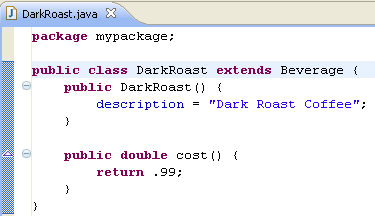 DarkRoast.java
package mypackage;
public class DarkRoast extends Beverage {
    public DarkRoast() {
        description = "Dark Roast Coffee";
    }
    public double cost() {
        return .99;
    }
}